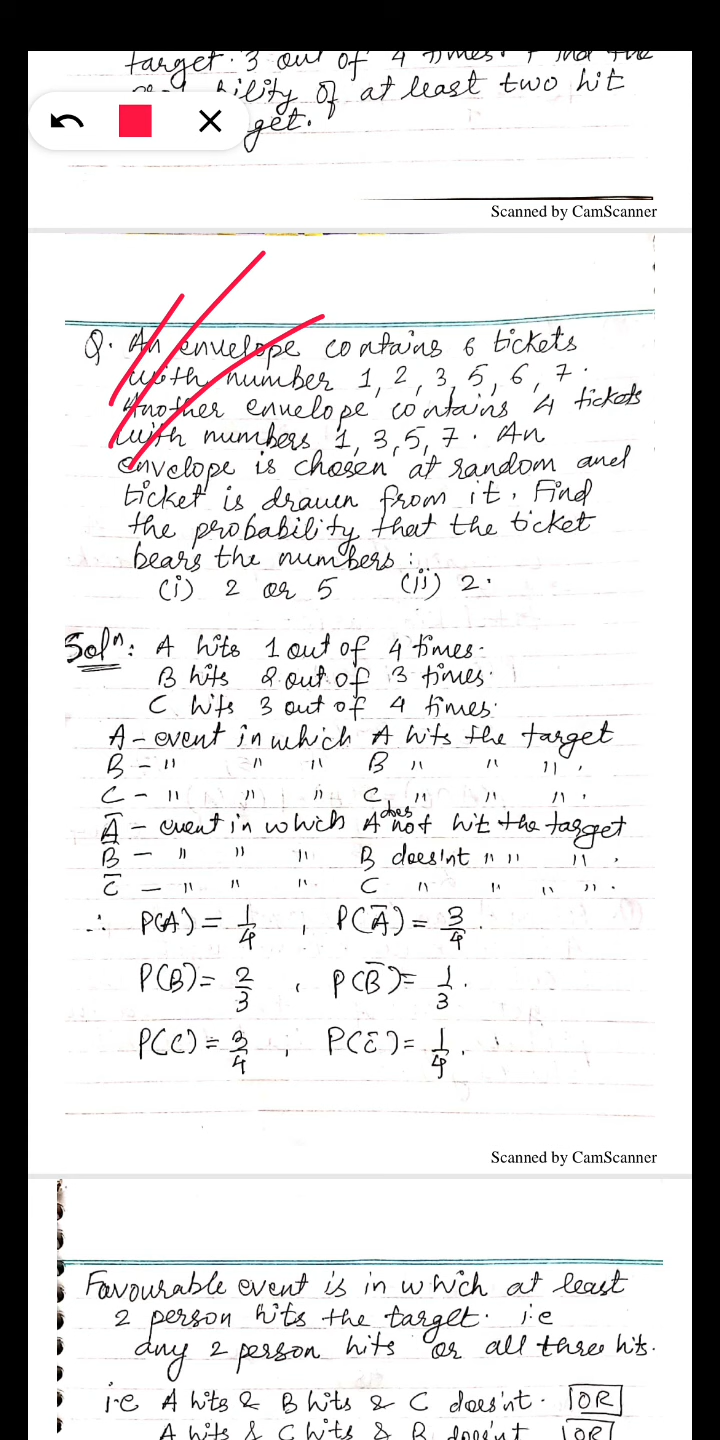 target. 3 out of 4 times. Find the
ility of at least two hit
get.
Scanned by CamScanner
Q. An envelope contains 6 tickets
with number 1, 2, 3, 5, 6, 7.
Another envelope contains 4 tickets
with numbers 1, 3, 5, 7. An
envelope is chosen at random and
ticket is drawn from it. Find
the probability that the ticket
bears the numbers:
(i) 2 or 5 (ii) 2.
Solⁿ: A hits 1 out of 4 times.
B hits 2 out of 3 times.
C hits 3 out of 4 times.
A - event in which A hits the target
B - " " " B " " " .
C - " " " C " " " .
A̅ - event in which A does not hit the target
B̅ - " " " B does'nt " " " .
C̅ - " " " C " " " " .
∴ P(A) = 1/4 , P(A̅) = 3/4 .
P(B) = 2/3 , P(B̅) = 1/3 .
P(C) = 3/4 , P(C̅) = 1/4 .
Scanned by CamScanner
Favourable event is in which at least
2 person hits the target. i.e
any 2 person hits or all three hits.
i.e A hits & B hits & C does'nt. OR
A hits & C hits & B does'nt OR